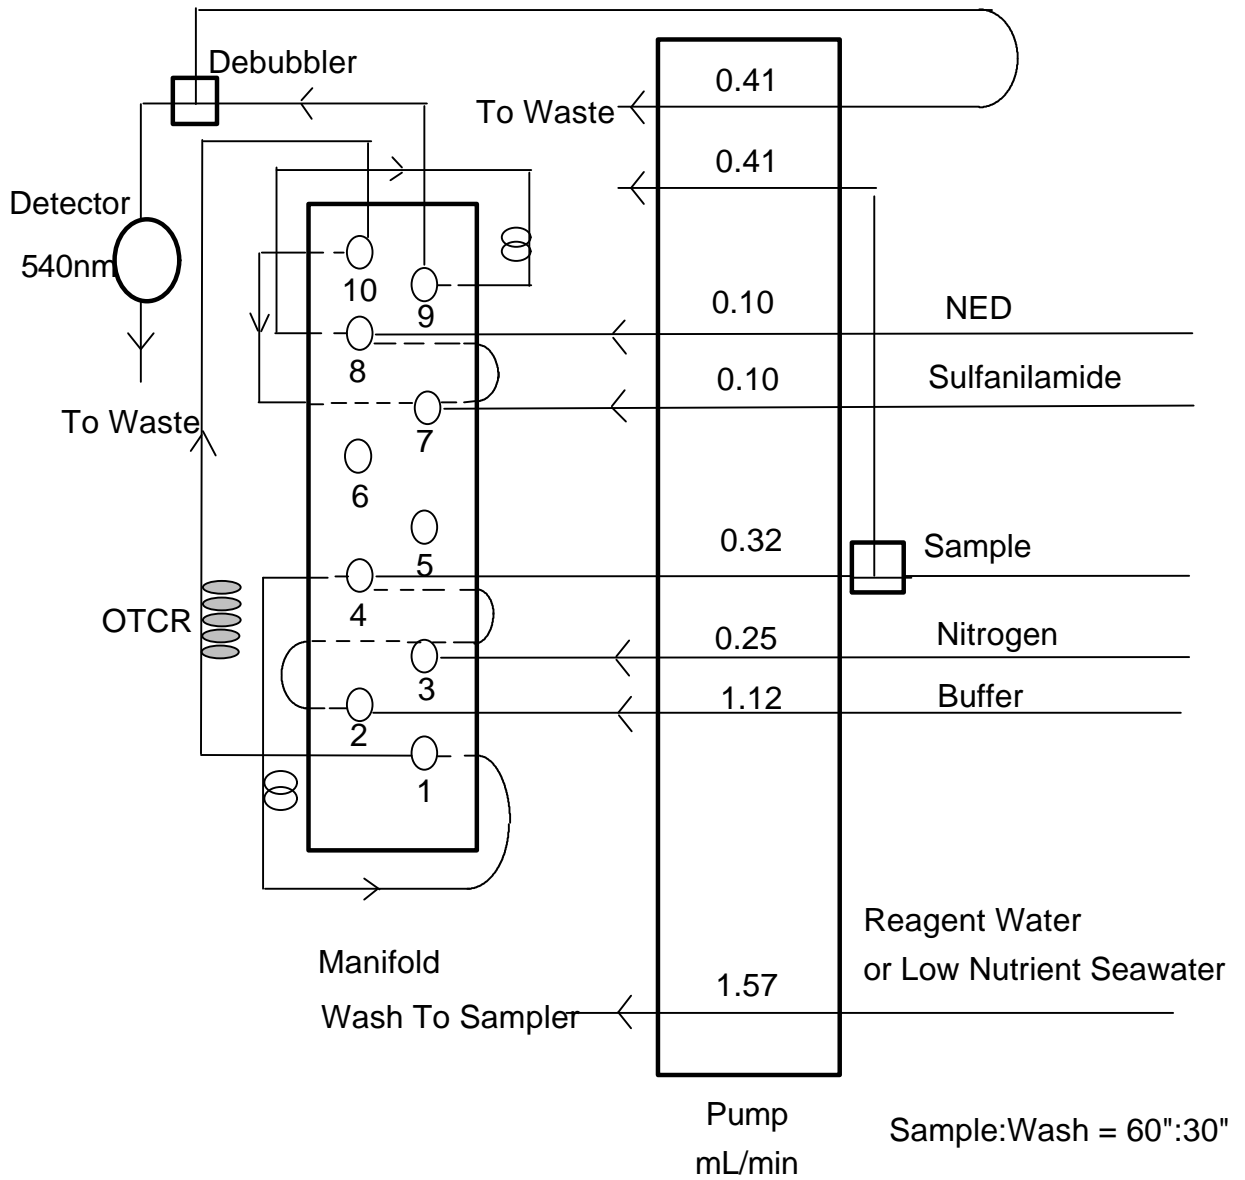 Debubbler
0.41
To Waste
0.41
Detector
540nm
10
9
0.10
NED
8
0.10
Sulfanilamide
To Waste
7
6
0.32
Sample
5
4
OTCR
0.25
Nitrogen
3
1.12
Buffer
2
1
Reagent Water
or Low Nutrient Seawater
Manifold
1.57
Wash To Sampler
Pump
mL/min
Sample:Wash = 60":30"